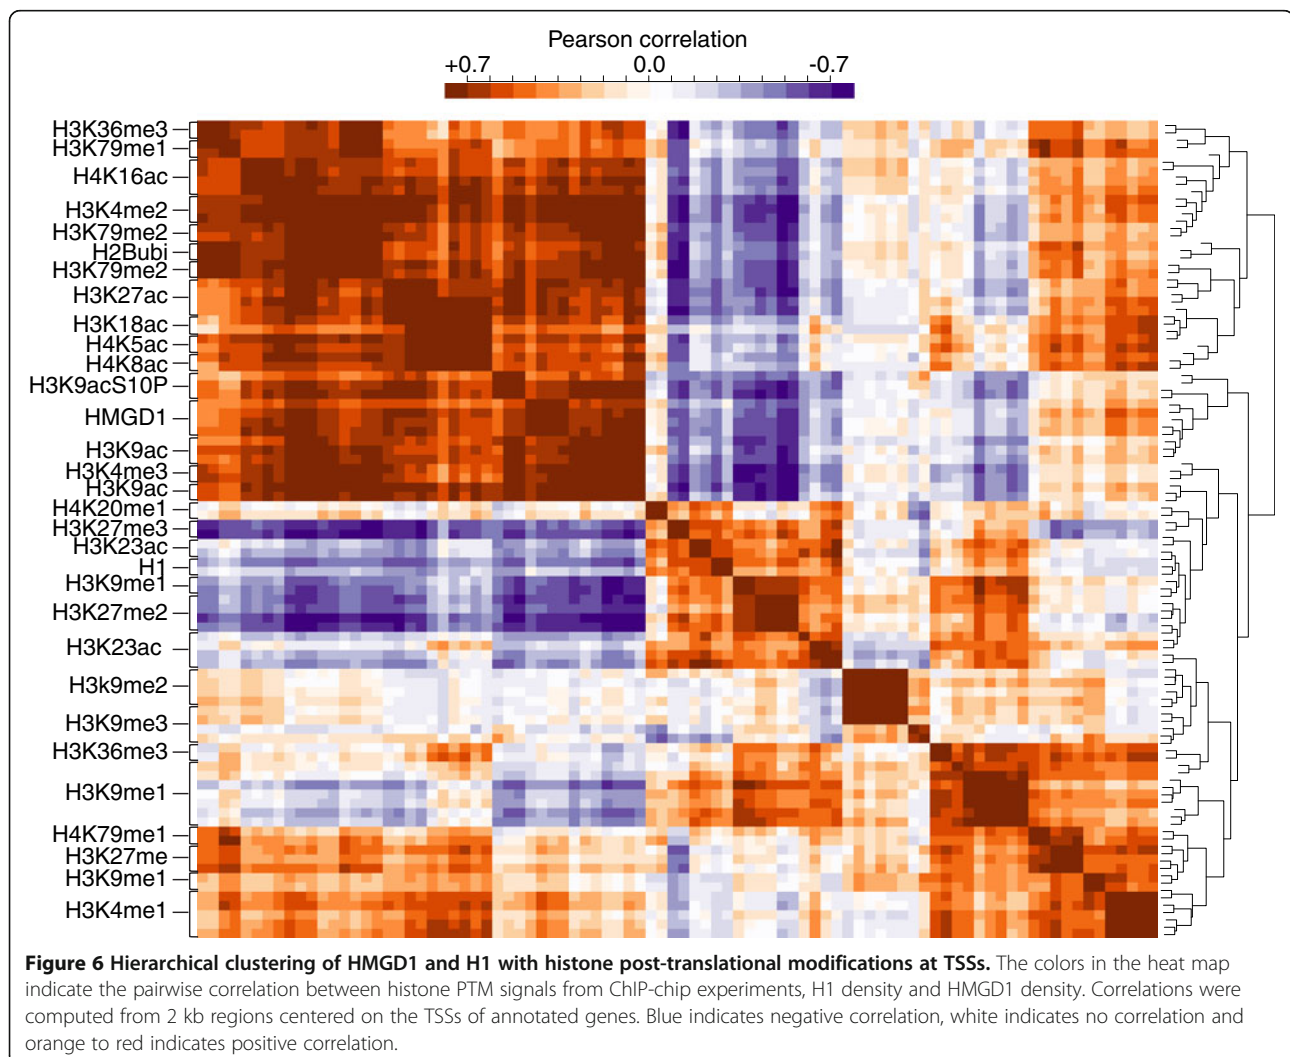 Pearson correlation
+0.7 0.0 -0.7
H3K36me3
H3K79me1
H4K16ac
H3K4me2
H3K79me2
H2Bubi
H3K79me2
H3K27ac
H3K18ac
H4K5ac
H4K8ac
H3K9acS10P
HMGD1
H3K9ac
H3K4me3
H3K9ac
H4K20me1
H3K27me3
H3K23ac
H1
H3K9me1
H3K27me2
H3K23ac
H3k9me2
H3K9me3
H3K36me3
H3K9me1
H4K79me1
H3K27me
H3K9me1
H3K4me1
Figure 6 Hierarchical clustering of HMGD1 and H1 with histone post-translational modifications at TSSs. The colors in the heat map
indicate the pairwise correlation between histone PTM signals from ChIP-chip experiments, H1 density and HMGD1 density. Correlations were
computed from 2 kb regions centered on the TSSs of annotated genes. Blue indicates negative correlation, white indicates no correlation and
orange to red indicates positive correlation.